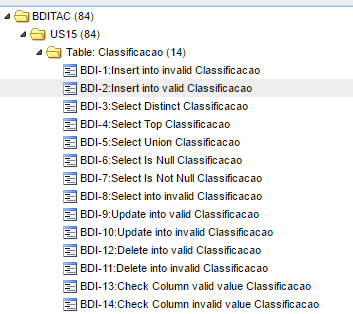 BDITAC (84)
US15 (84)
Table: Classificacao (14)
BDI-1:Insert into invalid Classificacao
BDI-2:Insert into valid Classificacao
BDI-3:Select Distinct Classificacao
BDI-4:Select Top Classificacao
BDI-5:Select Union Classificacao
BDI-6:Select Is Null Classificacao
BDI-7:Select Is Not Null Classificacao
BDI-8:Select into invalid Classificacao
BDI-9:Update into valid Classificacao
BDI-10:Update into invalid Classificacao
BDI-12:Delete into valid Classificacao
BDI-11:Delete into invalid Classificacao
BDI-13:Check Column valid value Classificacao
BDI-14:Check Column invalid value Classificacao